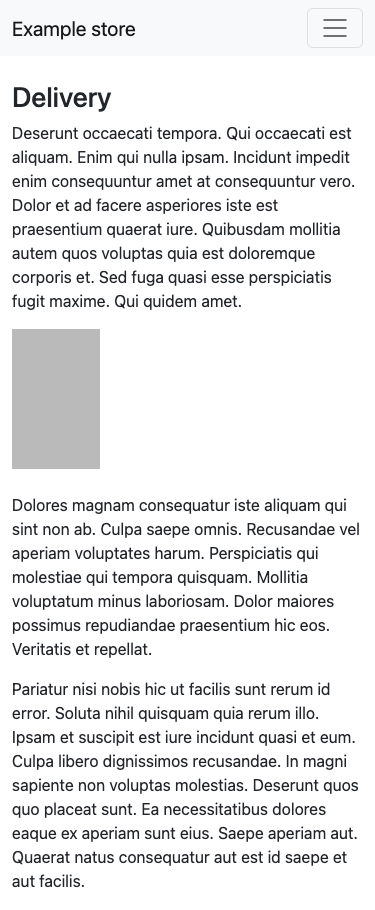 Example store
Delivery
Deserunt occaecati tempora. Qui occaecati est
aliquam. Enim qui nulla ipsam. Incidunt impedit
enim consequuntur amet at consequuntur vero.
Dolor et ad facere asperiores iste est
praesentium quaerat iure. Quibusdam mollitia
autem quos voluptas quia est doloremque
corporis et. Sed fuga quasi esse perspiciatis
fugit maxime. Qui quidem amet.
Dolores magnam consequatur iste aliquam qui
sint non ab. Culpa saepe omnis. Recusandae vel
aperiam voluptates harum. Perspiciatis qui
molestiae qui tempora quisquam. Mollitia
voluptatum minus laboriosam. Dolor maiores
possimus repudiandae praesentium hic eos.
Veritatis et repellat.
Pariatur nisi nobis hic ut facilis sunt rerum id
error. Soluta nihil quisquam quia rerum illo.
Ipsam et suscipit est iure incidunt quasi et eum.
Culpa libero dignissimos recusandae. In magni
sapiente non voluptas molestias. Deserunt quos
quo placeat sunt. Ea necessitatibus dolores
eaque ex aperiam sunt eius. Saepe aperiam aut.
Quaerat natus consequatur aut est id saepe et
aut facilis.